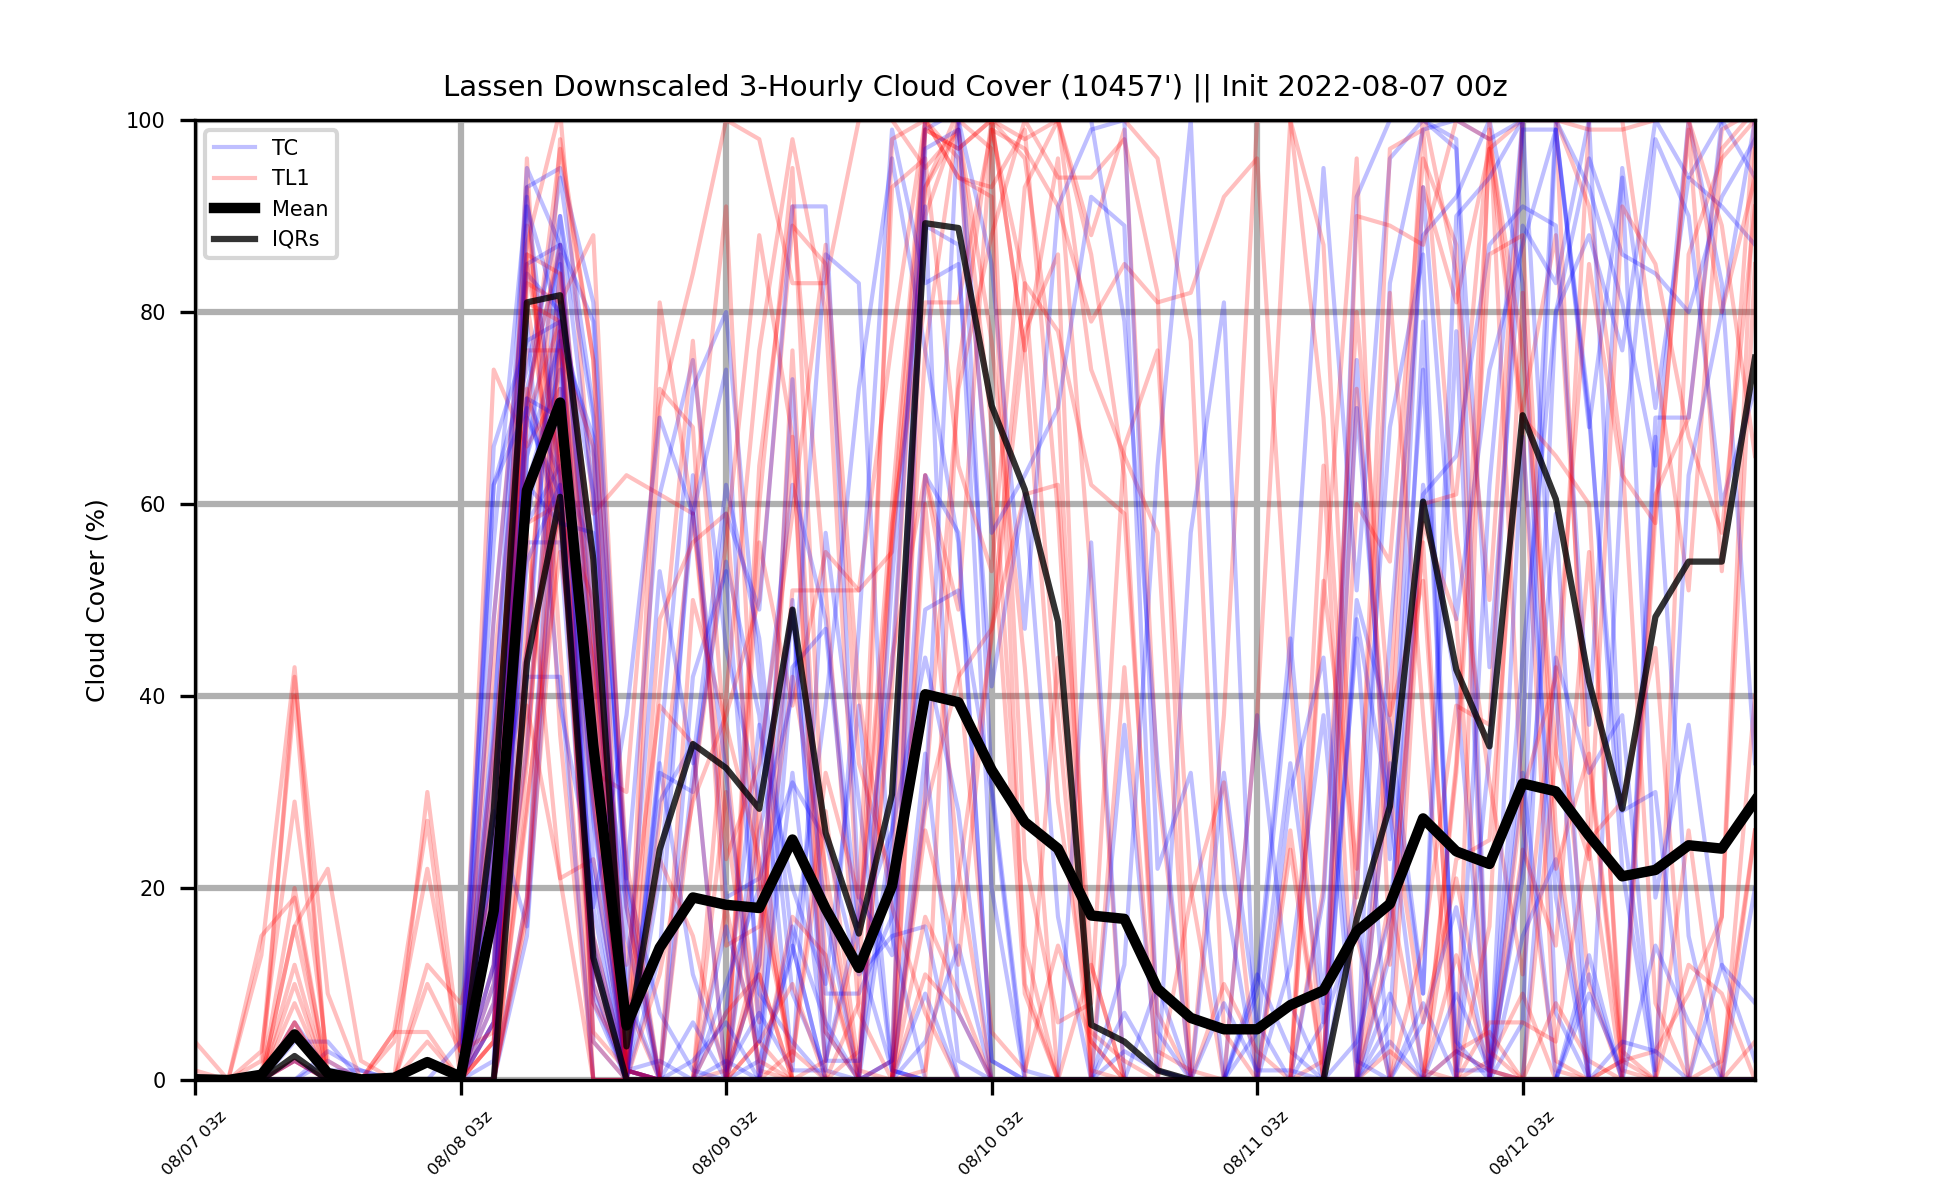 Lassen Downscaled 3-Hourly Cloud Cover (10457') || Init 2022-08-07 00z
TC
TL1
Mean
IQRs
Cloud Cover (%)
100
80
60
40
20
0
08/07 03z
08/08 03z
08/09 03z
08/10 03z
08/11 03z
08/12 03z